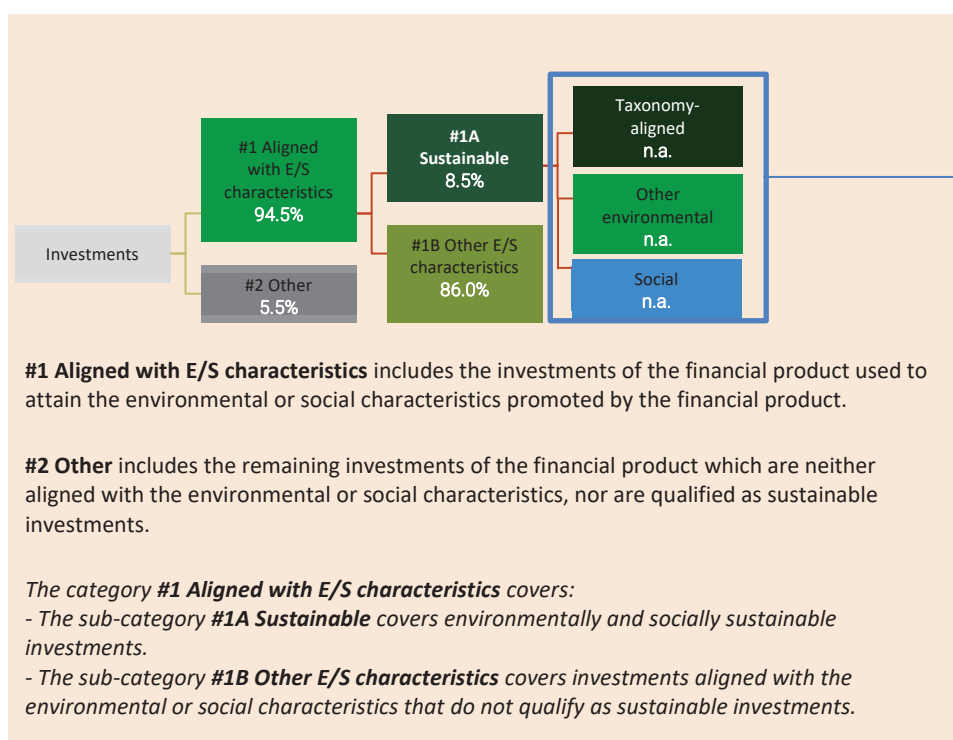 Investments
#1 Aligned
with E/S
characteristics
94.5%
#2 Other
5.5%
#1A
Sustainable
8.5%
#1B Other E/S
characteristics
86.0%
Taxonomy-
aligned
n.a.
Other
environmental
n.a.
Social
n.a.
#1 Aligned with E/S characteristics includes the investments of the financial product used to
attain the environmental or social characteristics promoted by the financial product.
#2 Other includes the remaining investments of the financial product which are neither
aligned with the environmental or social characteristics, nor are qualified as sustainable
investments.
The category #1 Aligned with E/S characteristics covers:
- The sub-category #1A Sustainable covers environmentally and socially sustainable
investments.
- The sub-category #1B Other E/S characteristics covers investments aligned with the
environmental or social characteristics that do not qualify as sustainable investments.